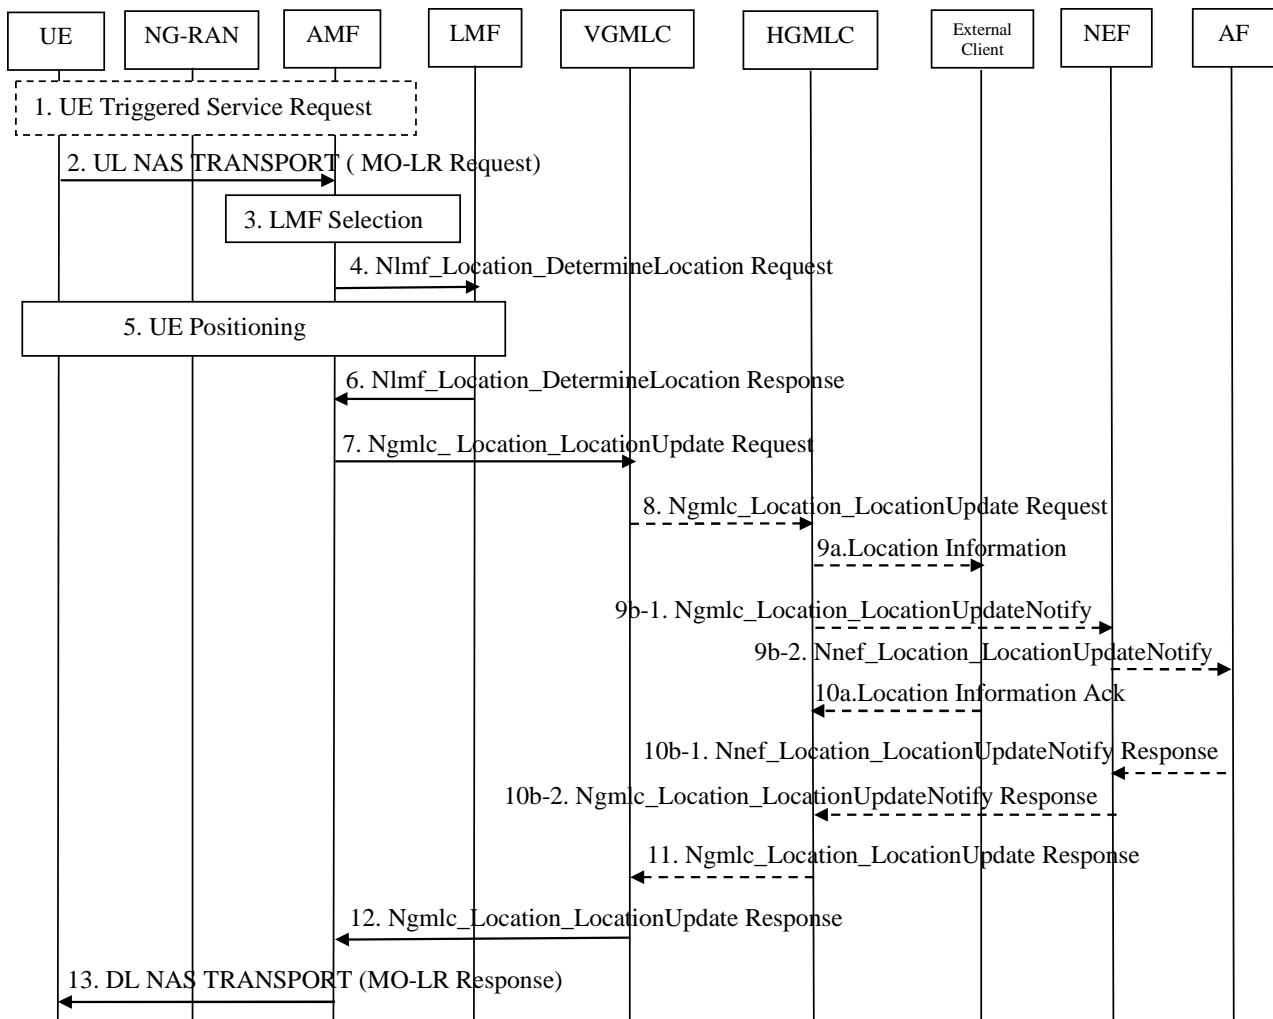 UE NG-RAN AMF LMF VGMLC HGMLC External Client NEF AF
1. UE Triggered Service Request
2. UL NAS TRANSPORT ( MO-LR Request)
3. LMF Selection
4. Nlmf_Location_DetermineLocation Request
5. UE Positioning
6. Nlmf_Location_DetermineLocation Response
7. Ngmlc_ Location_LocationUpdate Request
8. Ngmlc_Location_LocationUpdate Request
9a.Location Information
9b-1. Ngmlc_Location_LocationUpdateNotify
9b-2. Nnef_Location_LocationUpdateNotify
10a.Location Information Ack
10b-1. Nnef_Location_LocationUpdateNotify Response
10b-2. Ngmlc_Location_LocationUpdateNotify Response
11. Ngmlc_Location_LocationUpdate Response
12. Ngmlc_Location_LocationUpdate Response
13. DL NAS TRANSPORT (MO-LR Response)